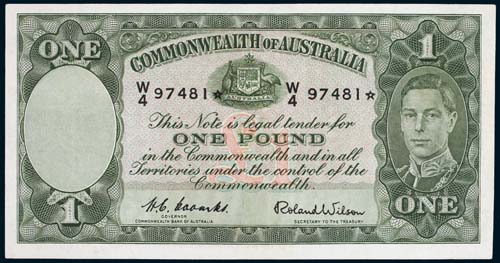 ONE
COMMONWEALTH OF AUSTRALIA
1
W/4 97481☆
AUSTRALIA
W/4 97481☆
This Note is legal tender for
ONE POUND
in the Commonwealth and in all
Territories under the control of the
Commonwealth.
1
H. C. Coombs
GOVERNOR
COMMONWEALTH BANK OF AUSTRALIA
Roland Wilson
SECRETARY TO THE TREASURY
ONE